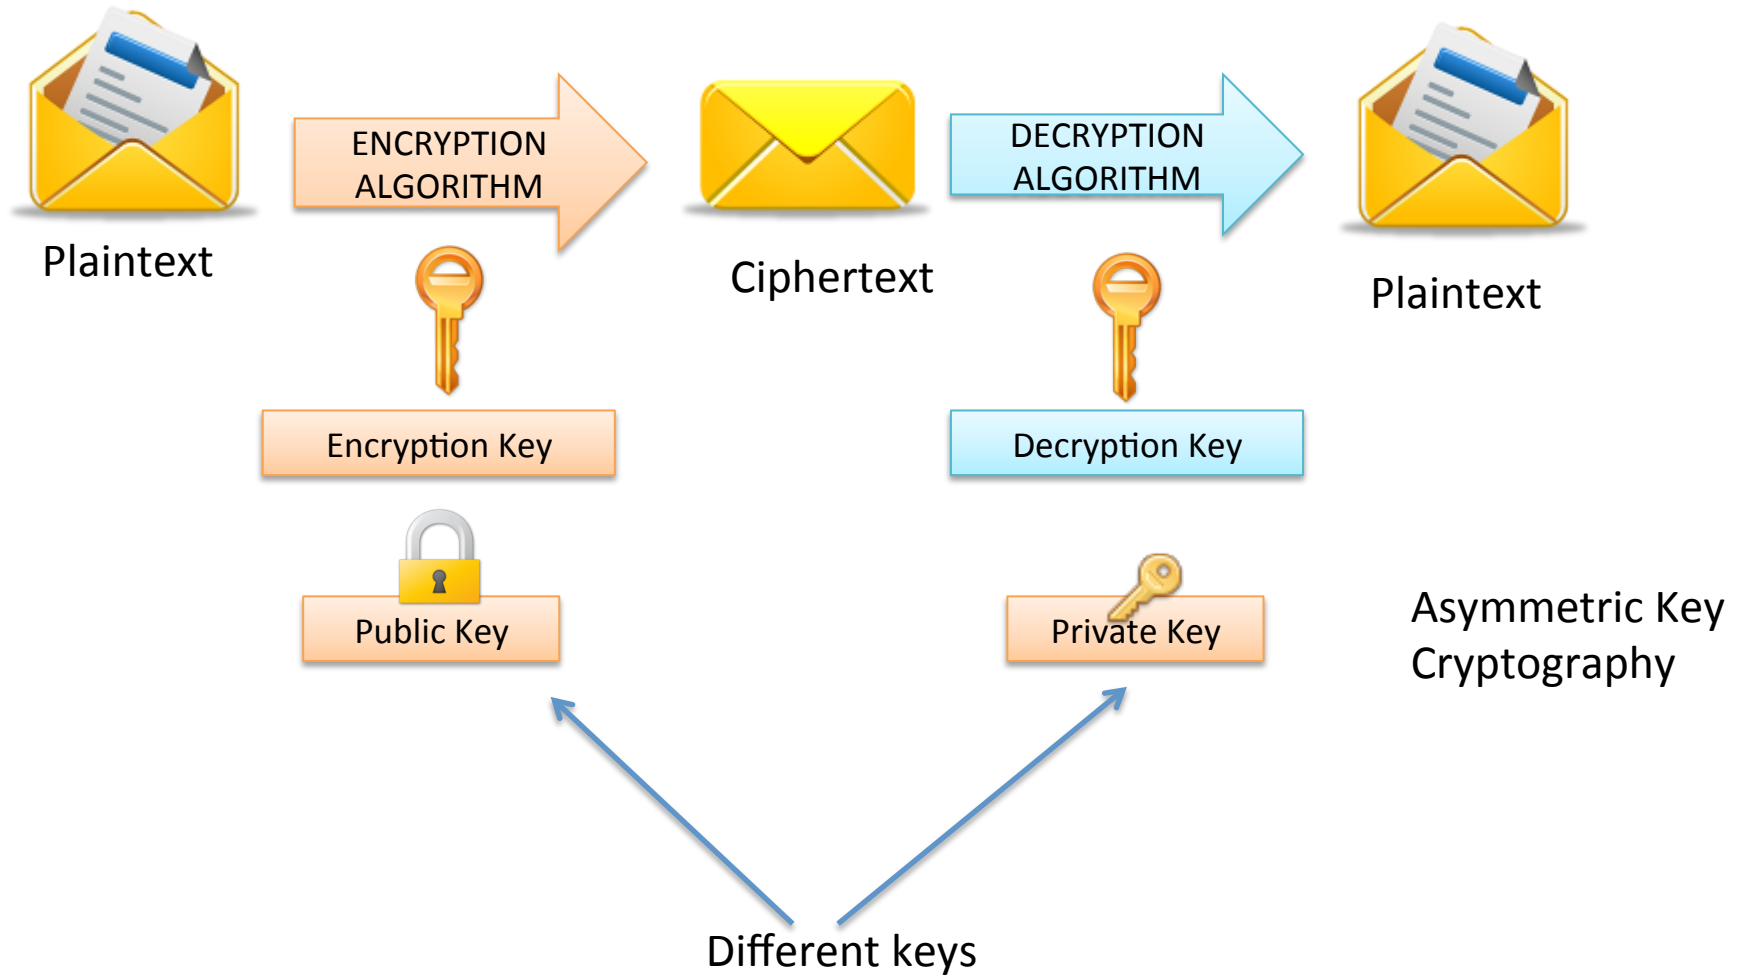 ENCRYPTION
ALGORITHM
DECRYPTION
ALGORITHM
Plaintext
Ciphertext
Plaintext
Encryption Key
Decryption Key
Public Key
Private Key
Asymmetric Key
Cryptography
Different keys